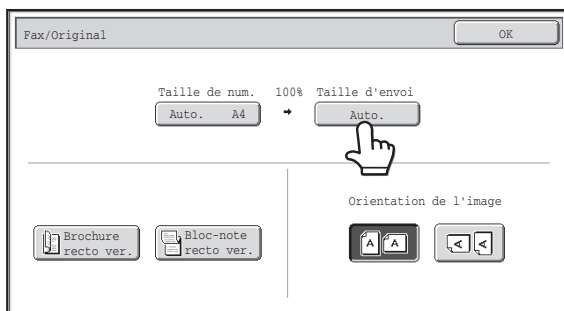 Fax/Original
OK
Taille de num. 100% Taille d'envoi
Auto. A4 → Auto.
Orientation de l'image
Brochure
recto ver.
Bloc-note
recto ver.
A A A A